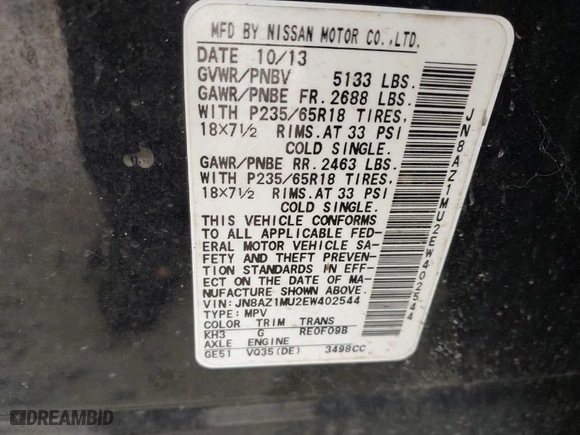 MFD BY NISSAN MOTOR CO.,LTD.
DATE 10/13
GVWR/PNBV 5133 LBS.
GAWR/PNBE FR. 2688 LBS.
WITH P235/65R18 TIRES,
18×7½ RIMS.AT 33 PSI
COLD SINGLE.
GAWR/PNBE RR. 2463 LBS.
WITH P235/65R18 TIRES,
18×7½ RIMS.AT 33 PSI
COLD SINGLE.
THIS VEHICLE CONFORMS
TO ALL APPLICABLE FED-
ERAL MOTOR VEHICLE SA-
FETY AND THEFT PREVEN-
TION STANDARDS IN EFF-
ECT ON THE DATE OF MA-
NUFACTURE SHOWN ABOVE.
VIN:JN8AZ1MU2EW402544
TYPE:MPV
COLOR TRIM TRANS
KH3 G RE0F09B
AXLE ENGINE
GE51 VQ35(DE) 3498CC
JN8AZ1MU2EW402544
DREAMBID